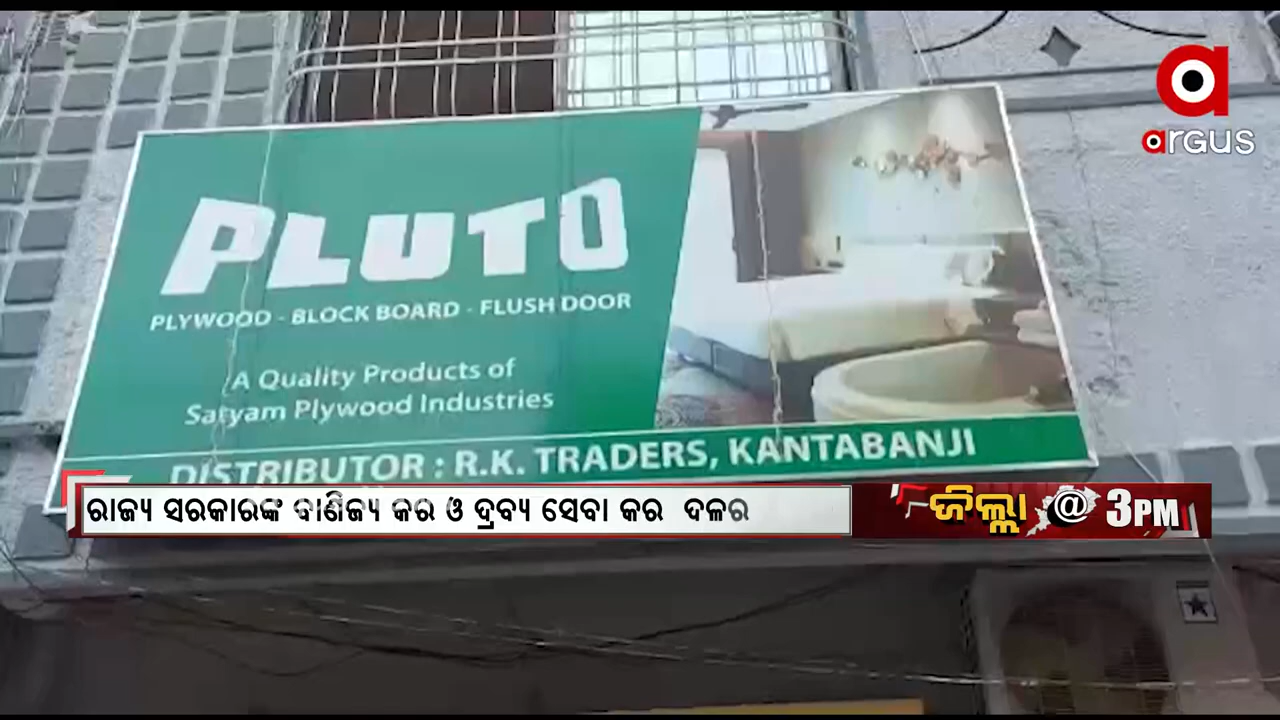 argus
PLUTO
PLYWOOD - BLOCK BOARD - FLUSH DOOR
A Quality Products of
Satyam Plywood Industries
DISTRIBUTOR : R.K. TRADERS, KANTABANJI
ରାଜ୍ୟ ସରକାରଙ୍କ ବାଣିଜ୍ୟ କର ଓ ଦ୍ରବ୍ୟ ସେବା କର ଦଳର
ଜିଲ୍ଲା @ 3PM